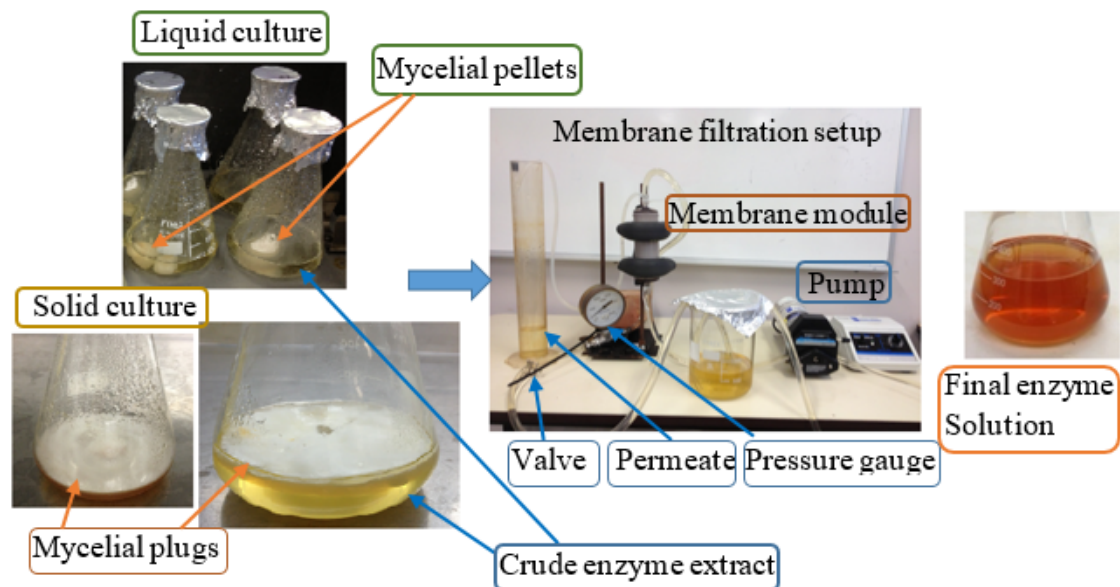 Liquid culture
Mycelial pellets
Membrane filtration setup
Membrane module
Pump
Solid culture
Final enzyme
Solution
Valve
Permeate
Pressure gauge
Mycelial plugs
Crude enzyme extract